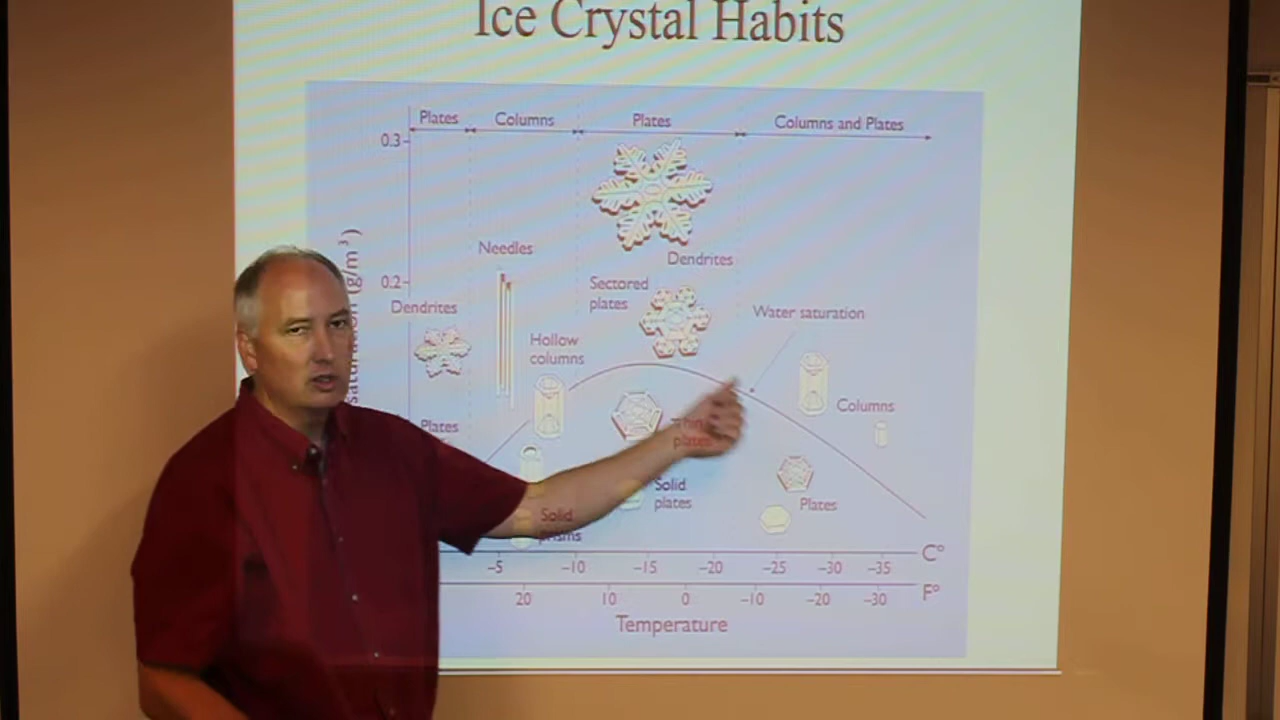 Ice Crystal Habits
Plates
Columns
Plates
Columns and Plates
0.3
Needles
Dendrites
0.2
Sectored
plates
Dendrites
Water saturation
Hollow
columns
Columns
Plates
Thin
plates
Solid
plates
Plates
Solid
prisms
saturation (g/m³)
C°
-5 -10 -15 -20 -25 -30 -35
F°
20 10 0 -10 -20 -30
Temperature